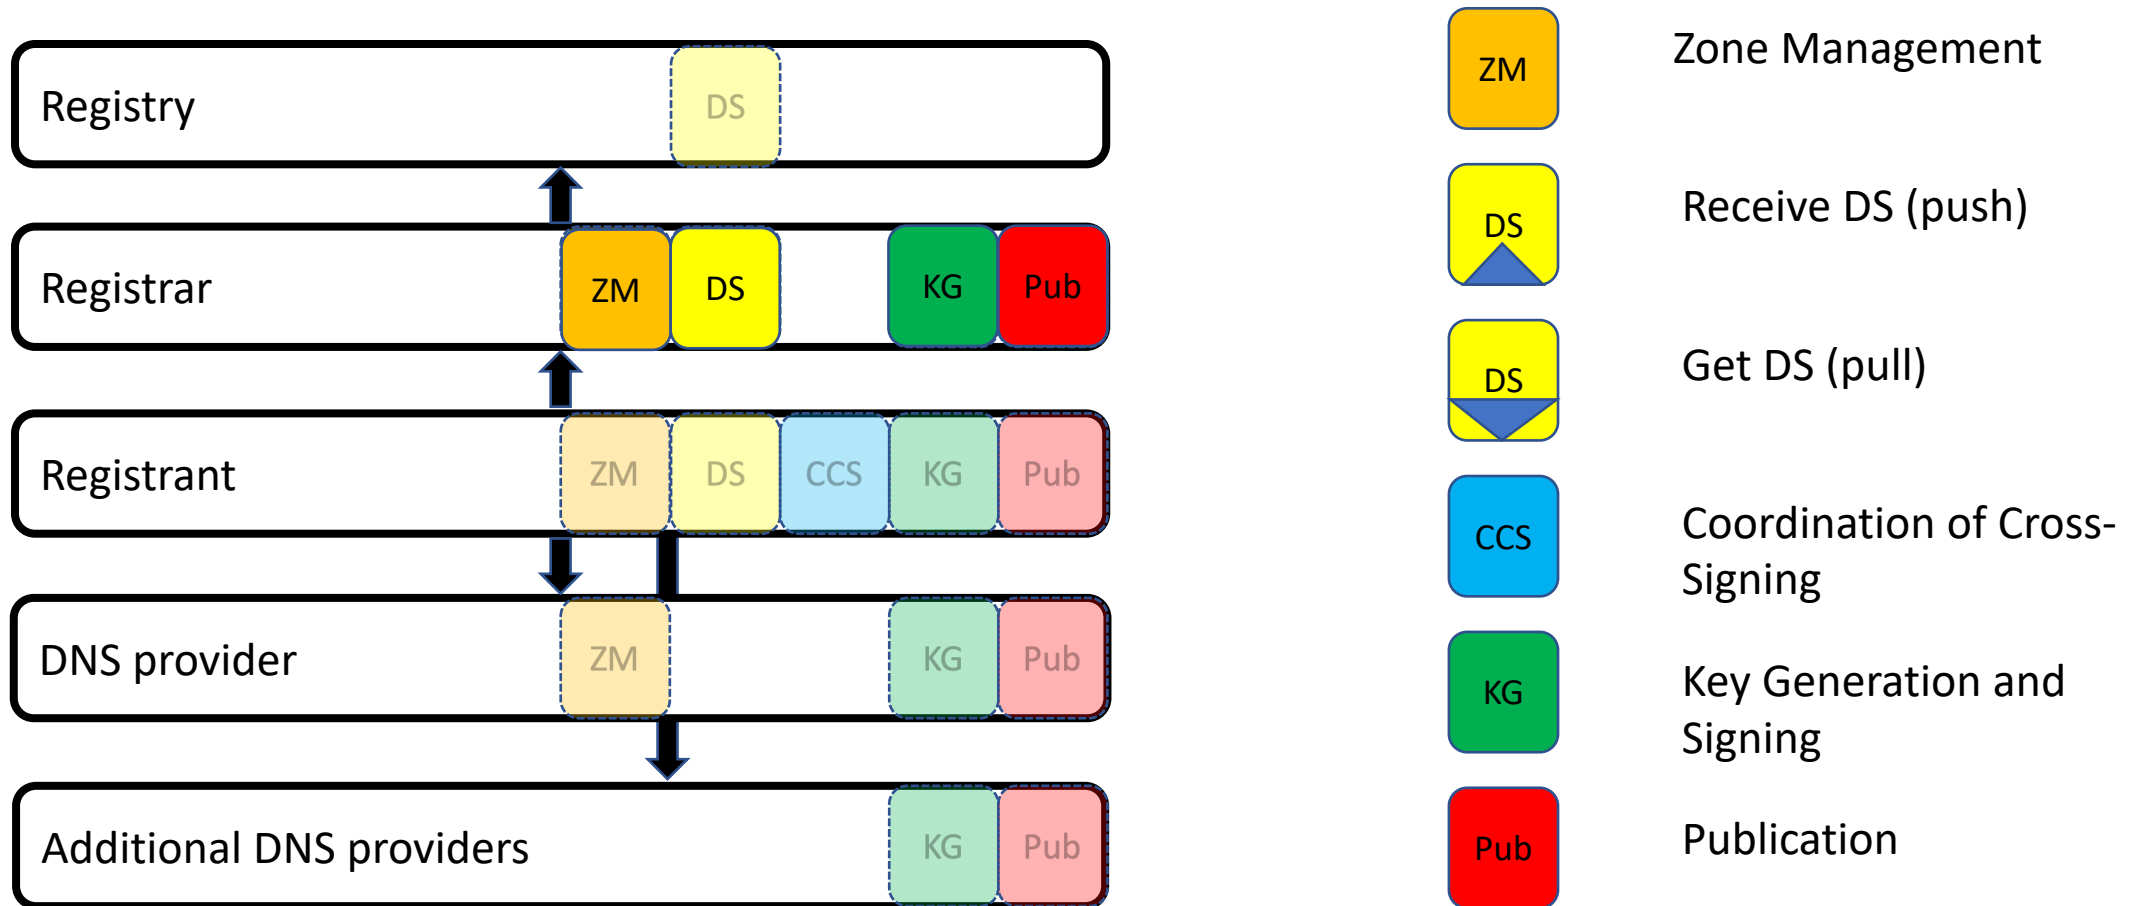 Registry
DS
Registrar
ZM
DS
KG
Pub
Registrant
ZM
DS
CCS
KG
Pub
DNS provider
ZM
KG
Pub
Additional DNS providers
KG
Pub
ZM
Zone Management
DS
Receive DS (push)
DS
Get DS (pull)
CCS
Coordination of Cross-
Signing
KG
Key Generation and
Signing
Pub
Publication